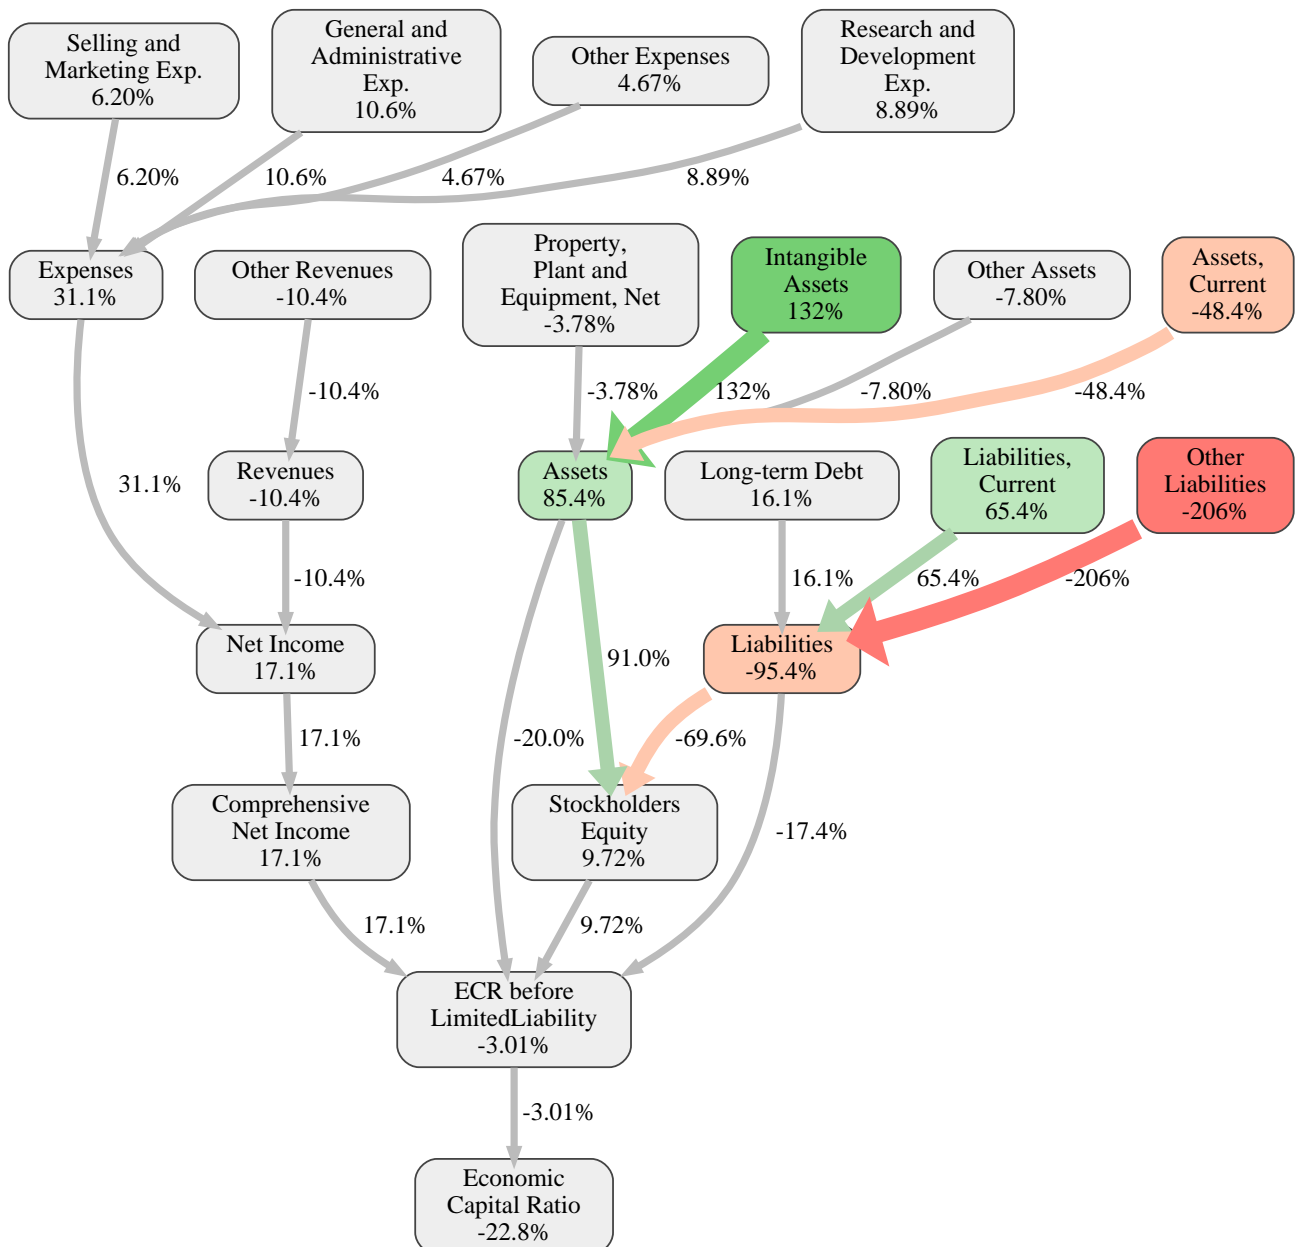 Selling and
Marketing Exp.
6.20%
General and
Administrative
Exp.
10.6%
Other Expenses
4.67%
Research and
Development
Exp.
8.89%
6.20%
10.6%
4.67%
8.89%
Expenses
31.1%
Other Revenues
-10.4%
Property,
Plant and
Equipment, Net
-3.78%
Intangible
Assets
132%
Other Assets
-7.80%
Assets,
Current
-48.4%
-10.4%
-3.78%
132%
-7.80%
-48.4%
31.1%
Revenues
-10.4%
Assets
85.4%
Long-term Debt
16.1%
Liabilities,
Current
65.4%
Other
Liabilities
-206%
-10.4%
16.1%
65.4%
-206%
Net Income
17.1%
91.0%
Liabilities
-95.4%
17.1%
-20.0%
-69.6%
Comprehensive
Net Income
17.1%
Stockholders
Equity
9.72%
-17.4%
17.1%
9.72%
ECR before
LimitedLiability
-3.01%
-3.01%
Economic
Capital Ratio
-22.8%